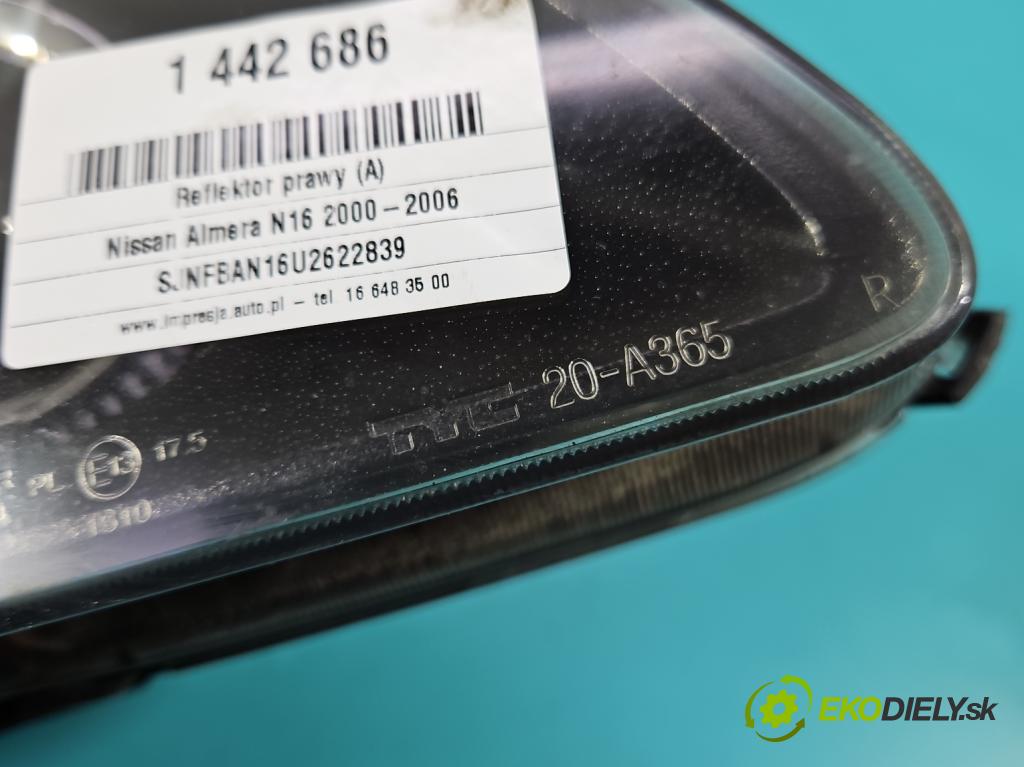 1 442 686
Reflektor prawy (A)
Nissan Almera N16 2000-2006
SJNFBAN16U2622839
www.impresja.auto.pl - tel. 16 648 35 00
TYC 20-A365
R
PL E13 17.5
1310
EKODIELY.sk